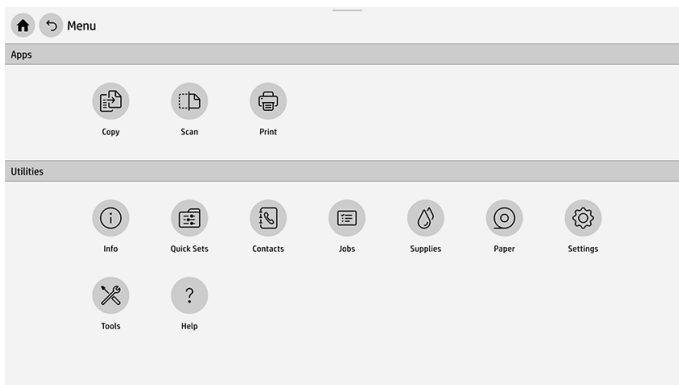 Menu
Apps
Copy Scan Print
Utilities
Info Quick Sets Contacts Jobs Supplies Paper Settings
Tools Help